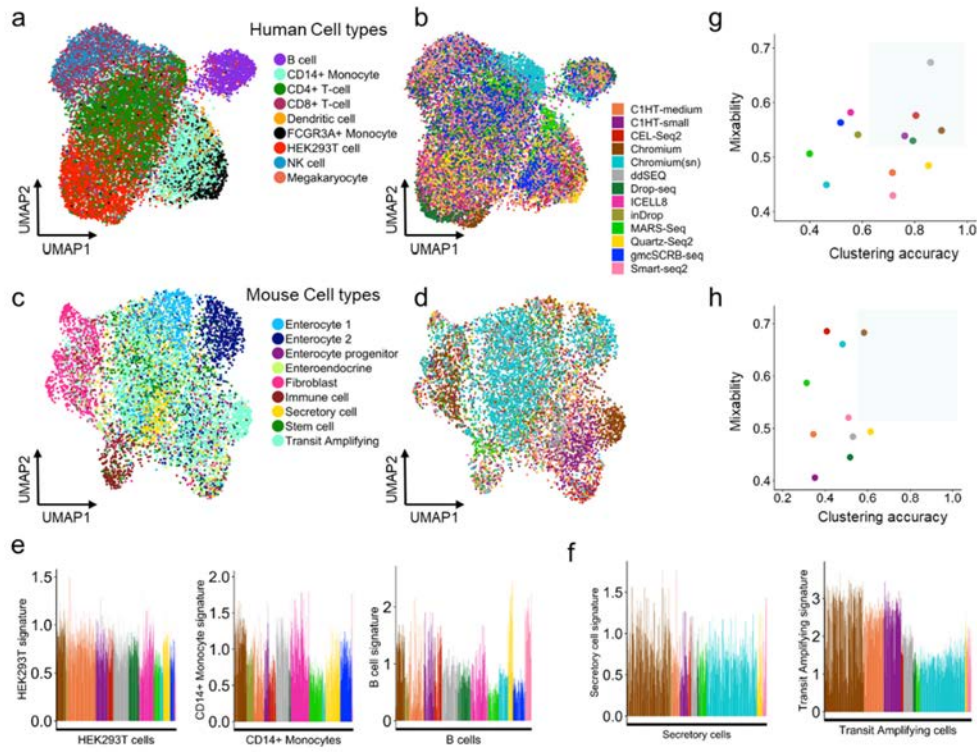 a
Human Cell types
B cell
CD14+ Monocyte
CD4+ T-cell
CD8+ T-cell
Dendritic cell
FCGR3A+ Monocyte
HEK293T cell
NK cell
Megakaryocyte
UMAP2
UMAP1
b
C1HT-medium
C1HT-small
CEL-Seq2
Chromium
Chromium(sn)
ddSEQ
Drop-seq
ICELL8
inDrop
MARS-Seq
Quartz-Seq2
gmcSCRB-seq
Smart-seq2
UMAP2
UMAP1
g
Mixability
0.7
0.6
0.5
0.4
0.4 0.6 0.8 1.0
Clustering accuracy
c
Mouse Cell types
Enterocyte 1
Enterocyte 2
Enterocyte progenitor
Enteroendocrine
Fibroblast
Immune cell
Secretory cell
Stem cell
Transit Amplifying
UMAP2
UMAP1
d
UMAP2
UMAP1
h
Mixability
0.7
0.6
0.5
0.4
0.2 0.4 0.6 0.8 1.0
Clustering accuracy
e
HEK293T signature
1.5
1.0
0.5
0.0
HEK293T cells
CD14+ Monocyte signature
2.0
1.5
1.0
0.5
0.0
CD14+ Monocytes
B cell signature
2
1
0
B cells
f
Secretory cell signature
1.5
1.0
0.5
0.0
Secretory cells
Transit Amplifying signature
3
2
1
0
Transit Amplifying cells